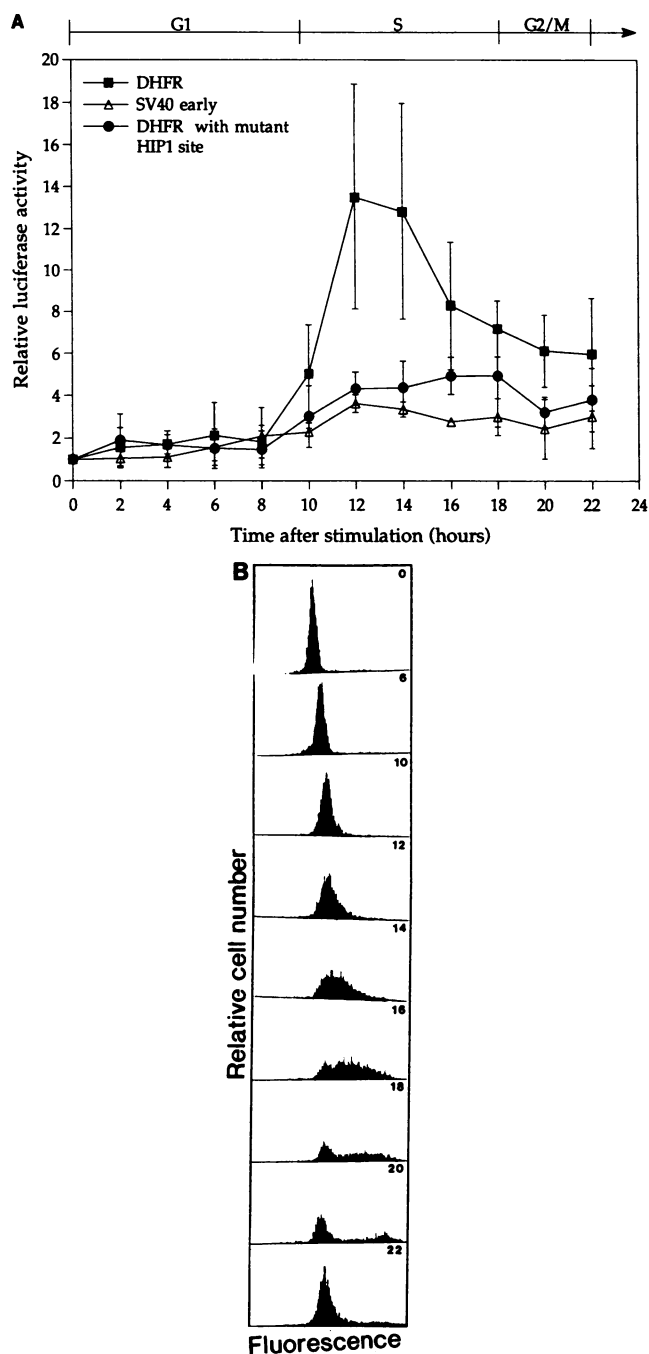 A
G1 S G2/M
20
18
16
14
12
10
8
6
4
2
0
Relative luciferase activity
DHFR
SV40 early
DHFR with mutant
HIP1 site
0 2 4 6 8 10 12 14 16 18 20 22 24
Time after stimulation (hours)
B
0
6
10
12
14
16
18
20
22
Relative cell number
Fluorescence